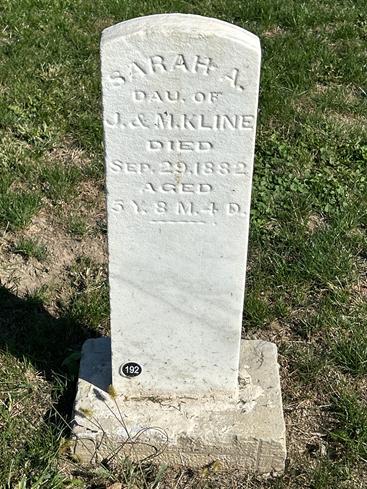 SARAH A.
DAU. OF
J. & M. KLINE
DIED
SEP. 29, 1882
AGED
5 Y. 8 M. 4 D.
192